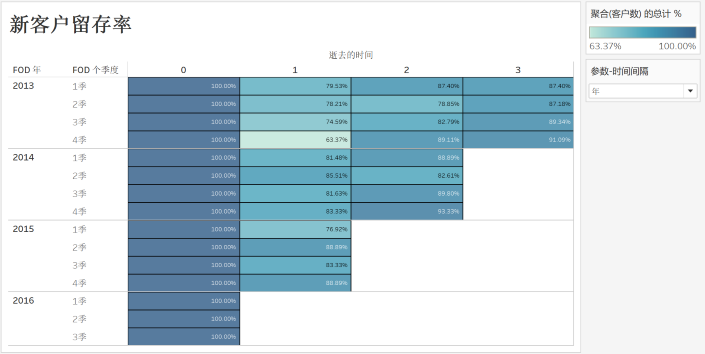 新客户留存率
聚合(客户数) 的总计 %
63.37% 100.00%
参数-时间间隔
年
逝去的时间
FOD 年 FOD 个季度 0 1 2 3
2013 1季 100.00% 79.53% 87.40% 87.40%
2季 100.00% 78.21% 78.85% 87.18%
3季 100.00% 74.59% 82.79% 89.34%
4季 100.00% 63.37% 89.11% 91.09%
2014 1季 100.00% 81.48% 88.89%
2季 100.00% 85.51% 82.61%
3季 100.00% 81.63% 89.80%
4季 100.00% 83.33% 93.33%
2015 1季 100.00% 76.92%
2季 100.00% 88.89%
3季 100.00% 83.33%
4季 100.00% 88.89%
2016 1季 100.00%
2季 100.00%
3季 100.00%